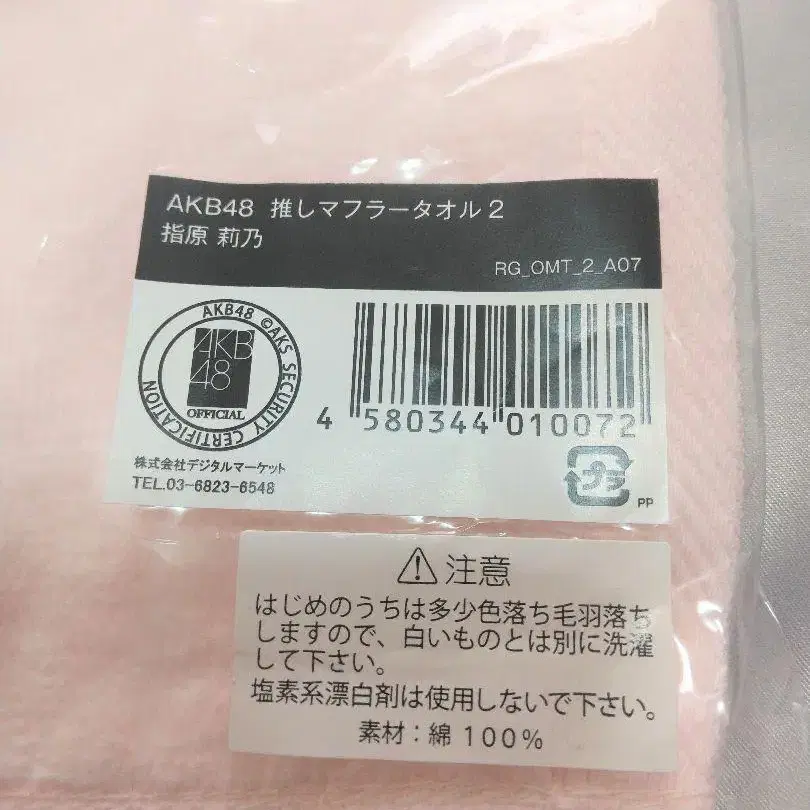 AKB48 推しマフラータオル2
指原 莉乃
RG_OMT_2_A07
AKB48 ©AKS SECURITY CERTIFICATION
AKB
48
OFFICIAL
4 580344 010072
株式会社デジタルマーケット
TEL.03-6823-6548
プラ
PP
注意
はじめのうちは多少色落ち毛羽落ち
しますので、白いものとは別に洗濯
して下さい。
塩素系漂白剤は使用しないで下さい。
素材：綿 100%